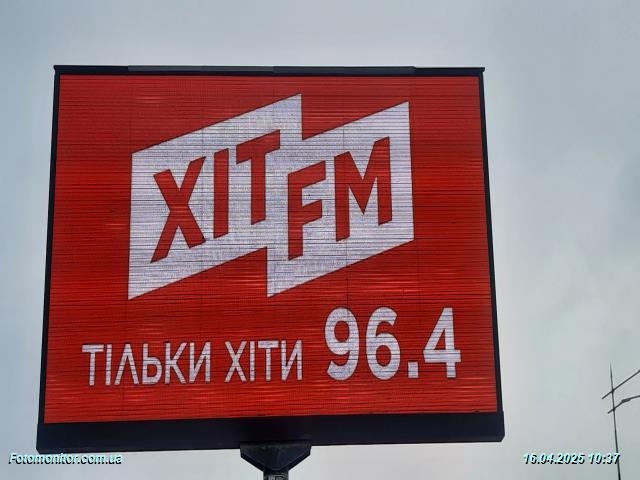 ХІТ FM
ТІЛЬКИ ХІТИ 96.4
Fotomonitor.com.ua
16.04.2025 10:37